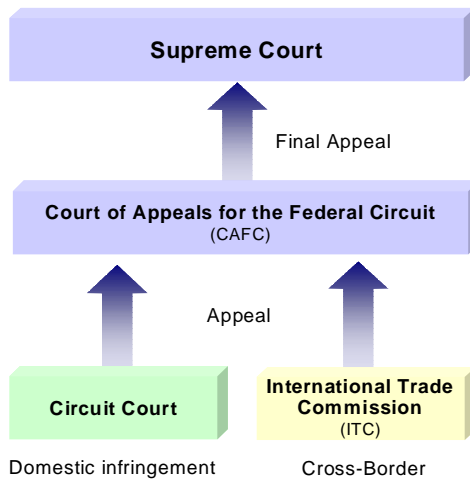 Supreme Court
Final Appeal
Court of Appeals for the Federal Circuit
(CAFC)
Appeal
Circuit Court
International Trade
Commission
(ITC)
Domestic infringement
Cross-Border